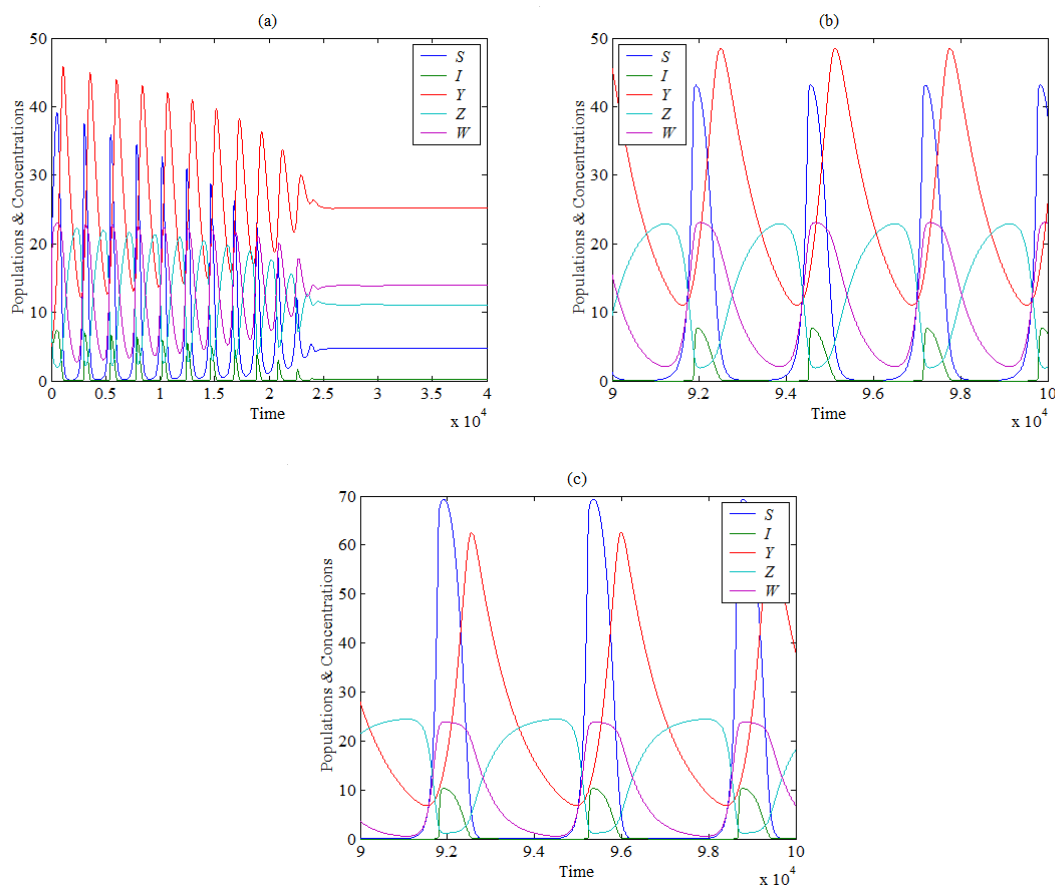 (a)
Populations & Concentrations
50
40
30
20
10
0
S
I
Y
Z
W
0 0.5 1 1.5 2 2.5 3 3.5 4
Time
x 10^4
(b)
Populations & Concentrations
50
40
30
20
10
0
S
I
Y
Z
W
9 9.2 9.4 9.6 9.8 10
Time
x 10^4
(c)
Populations & Concentrations
70
60
50
40
30
20
10
0
S
I
Y
Z
W
9 9.2 9.4 9.6 9.8 10
Time
x 10^4